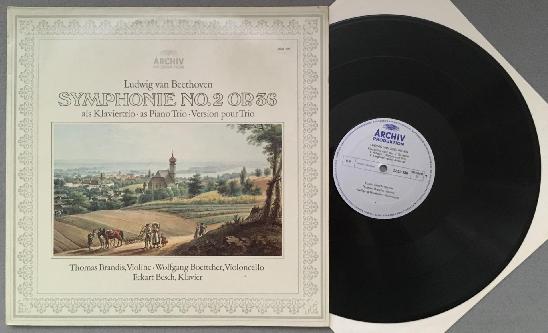 ARCHIV
PRODUKTION
Ludwig van Beethoven
SYMPHONIE NO.2 OP.36
als Klaviertrio · as Piano Trio · Version pour Trio
Thomas Brandis, Violine · Wolfgang Boettcher, Violoncello
Eckart Besch, Klavier
ARCHIV
PRODUKTION